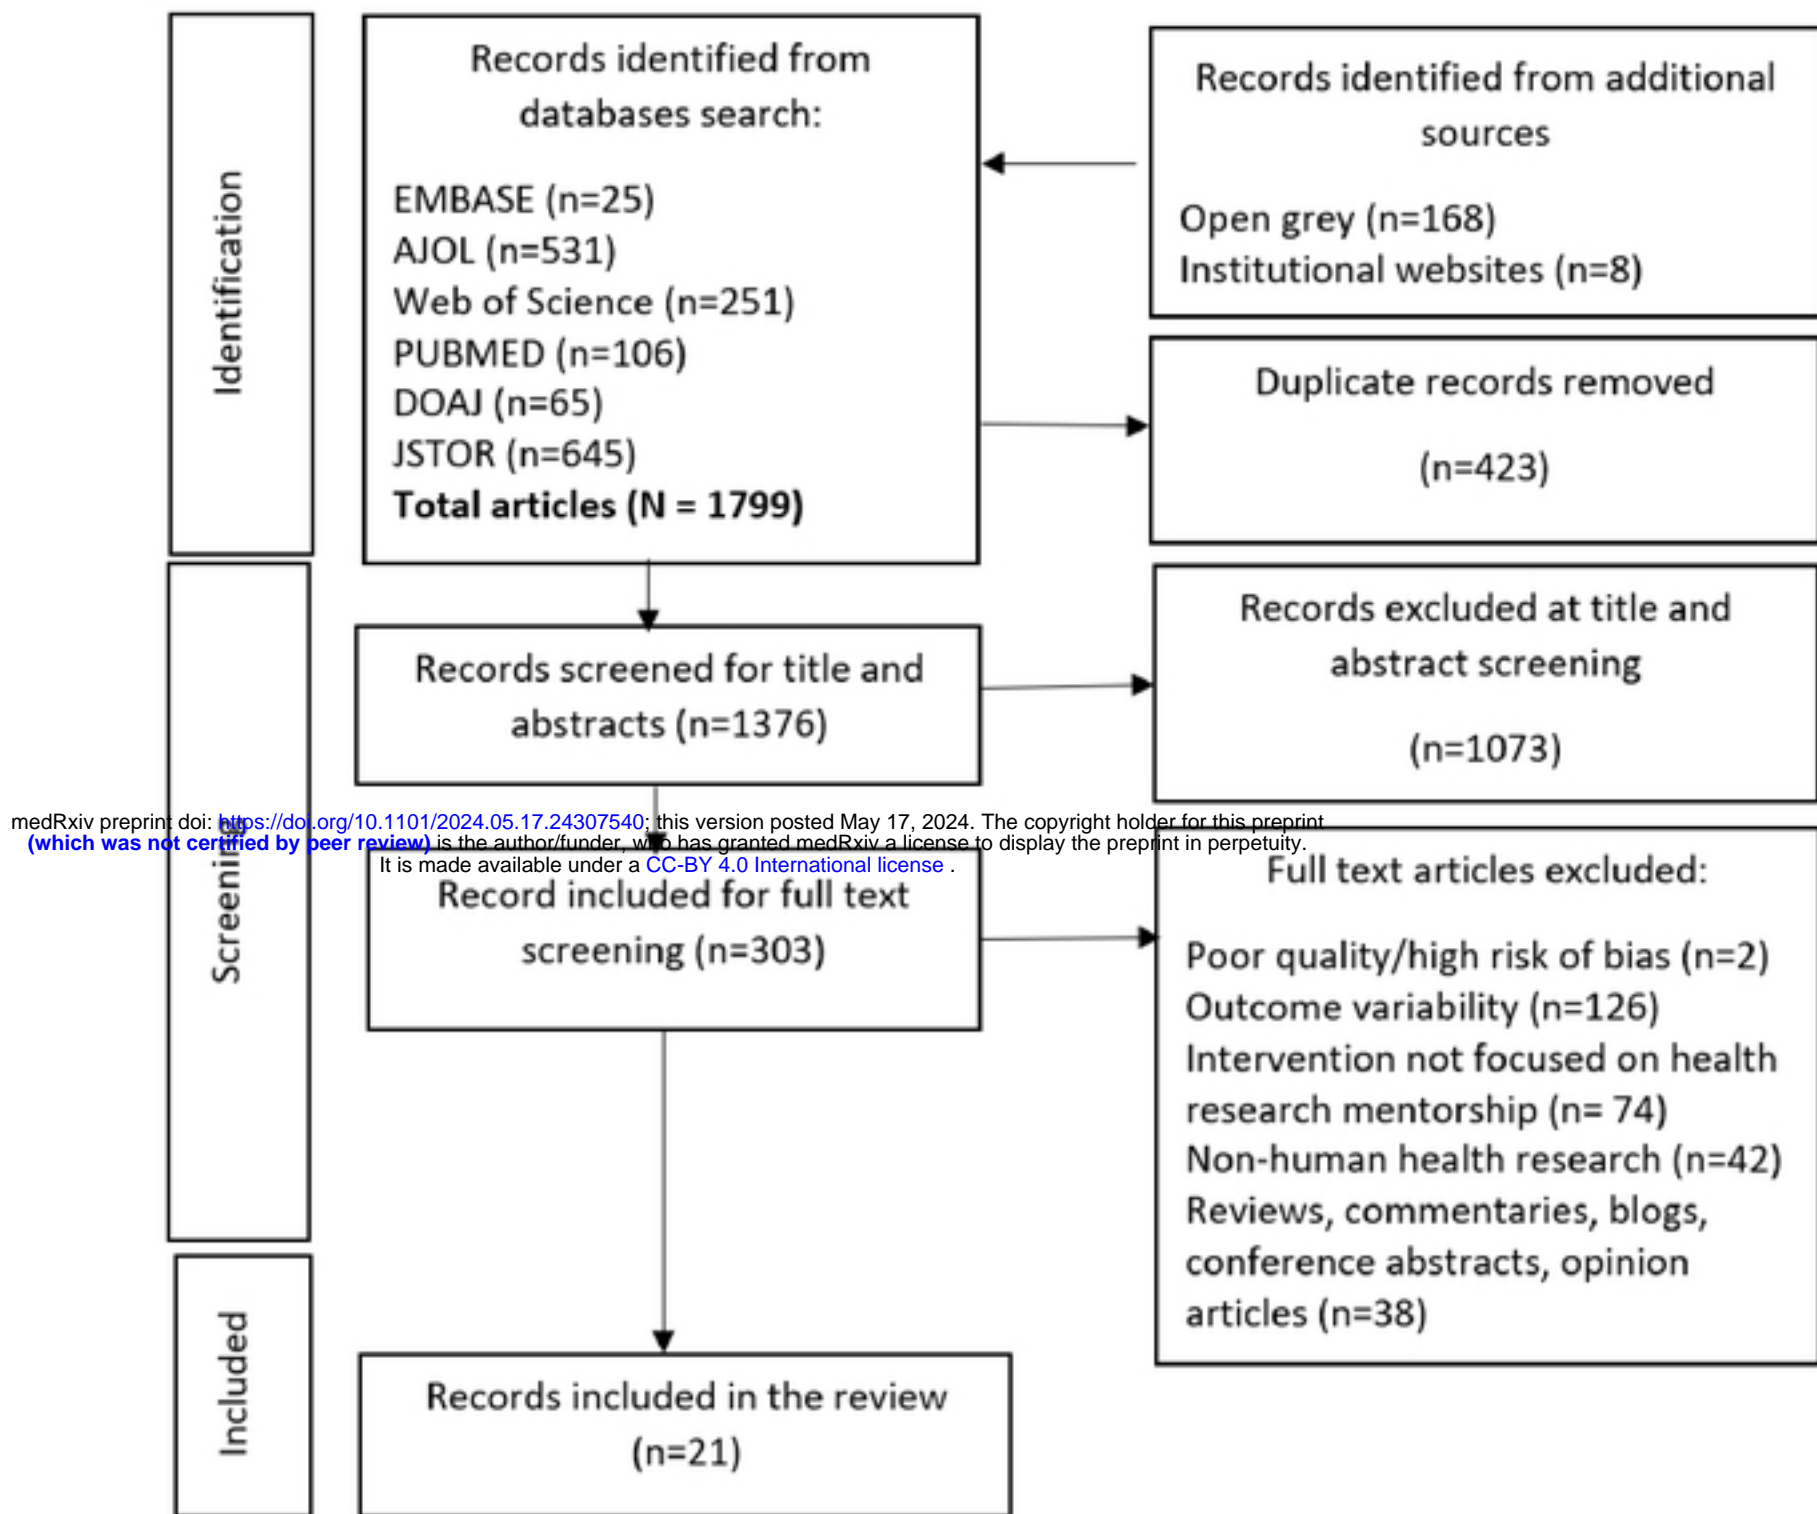 Identification
Records identified from
databases search:
EMBASE (n=25)
AJOL (n=531)
Web of Science (n=251)
PUBMED (n=106)
DOAJ (n=65)
JSTOR (n=645)
Total articles (N = 1799)
Records identified from additional
sources
Open grey (n=168)
Institutional websites (n=8)
Duplicate records removed
(n=423)
Screening
Records screened for title and
abstracts (n=1376)
Records excluded at title and
abstract screening
(n=1073)
medRxiv preprint doi: https://doi.org/10.1101/2024.05.17.24307540; this version posted May 17, 2024. The copyright holder for this preprint
(which was not certified by peer review) is the author/funder, who has granted medRxiv a license to display the preprint in perpetuity.
It is made available under a CC-BY 4.0 International license .
Record included for full text
screening (n=303)
Full text articles excluded:
Poor quality/high risk of bias (n=2)
Outcome variability (n=126)
Intervention not focused on health
research mentorship (n= 74)
Non-human health research (n=42)
Reviews, commentaries, blogs,
conference abstracts, opinion
articles (n=38)
Included
Records included in the review
(n=21)